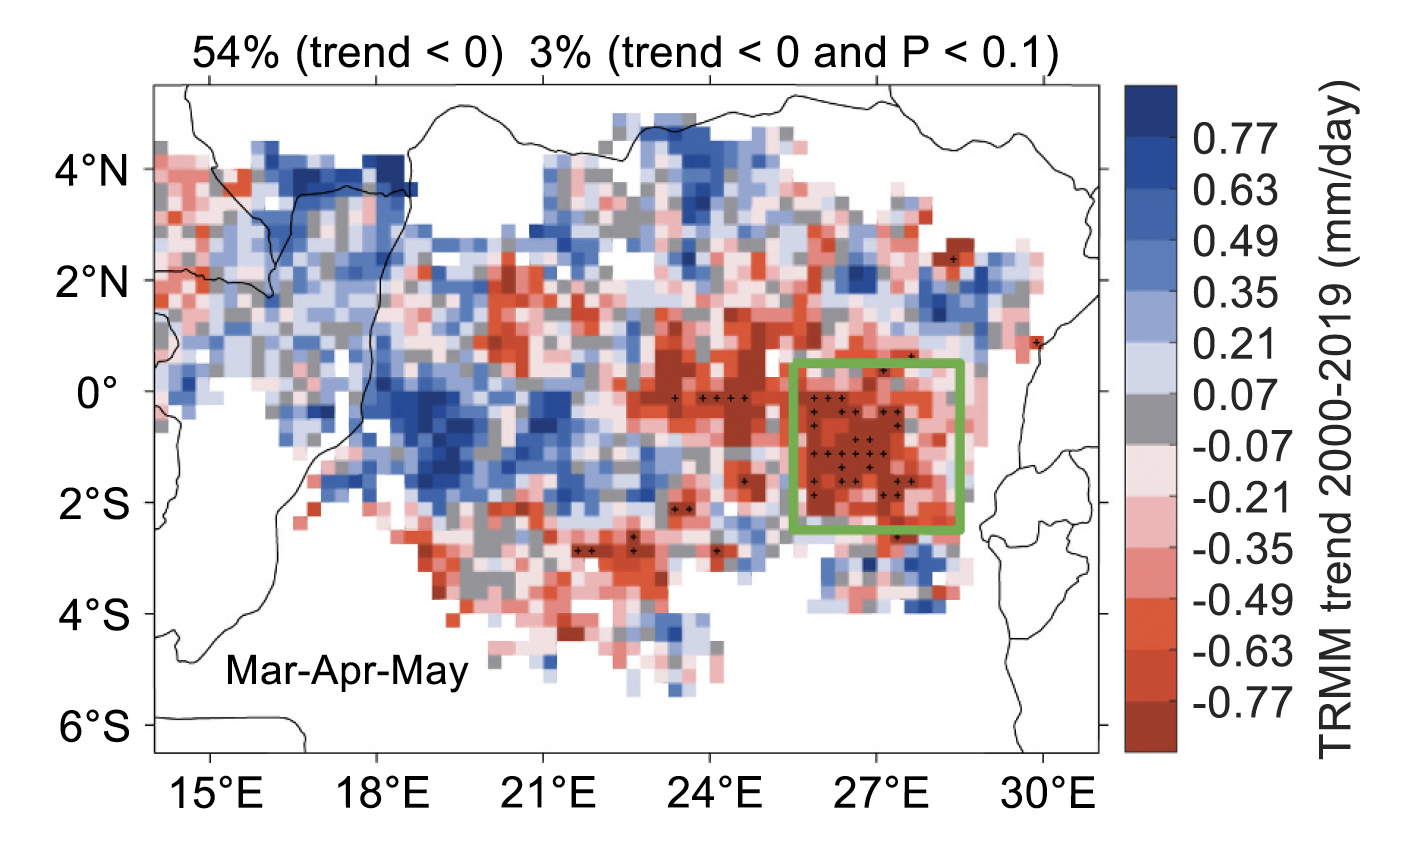 54% (trend < 0)  3% (trend < 0 and P < 0.1)
4°N
2°N
0°
2°S
4°S
6°S
15°E
18°E
21°E
24°E
27°E
30°E
Mar-Apr-May
0.77
0.63
0.49
0.35
0.21
0.07
-0.07
-0.21
-0.35
-0.49
-0.63
-0.77
TRMM trend 2000-2019 (mm/day)